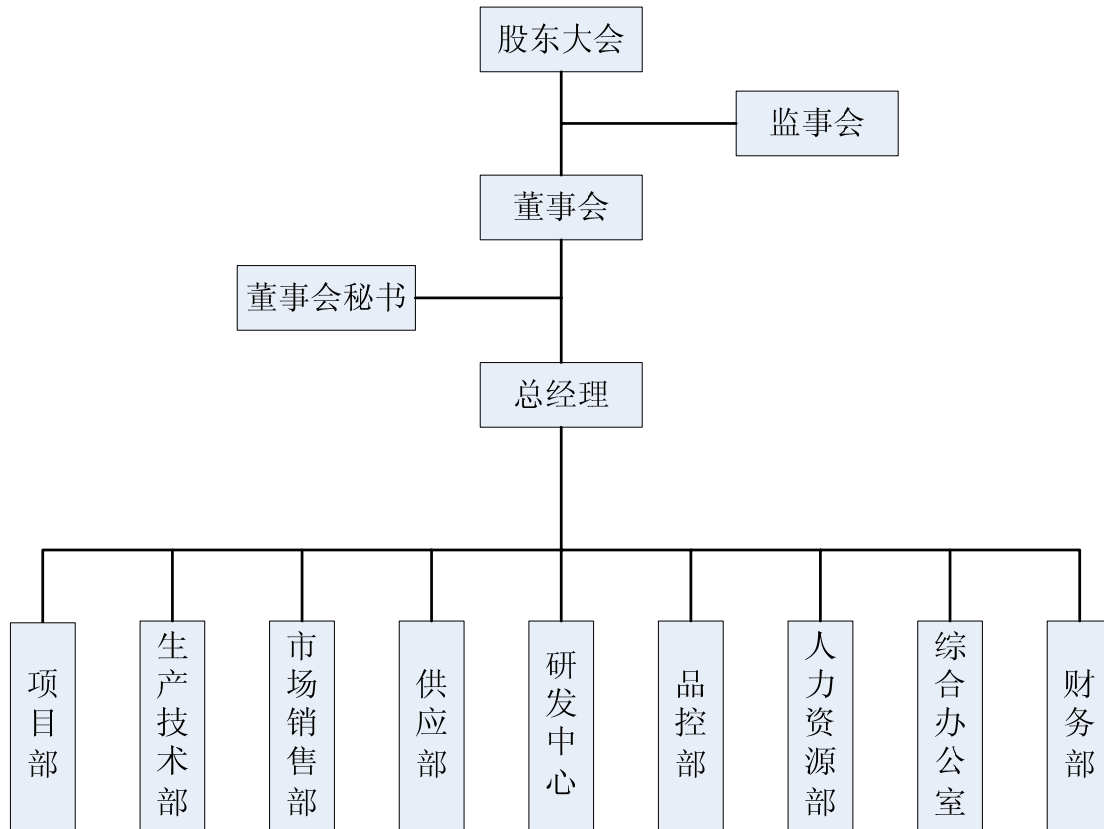 股东大会
监事会
董事会
董事会秘书
总经理
项目部
生产技术部
市场销售部
供应部
研发中心
品控部
人力资源部
综合办公室
财务部